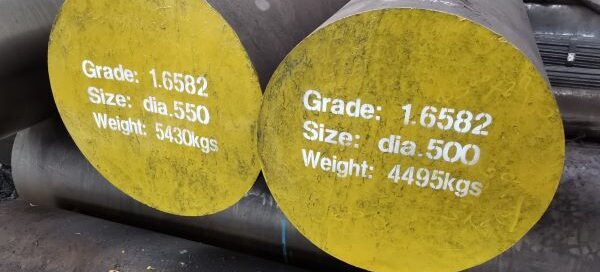 Grade: 1.6582
Size: dia.550
Weight: 5430kgs
Grade: 1.6582
Size: dia.500
Weight: 4495kgs